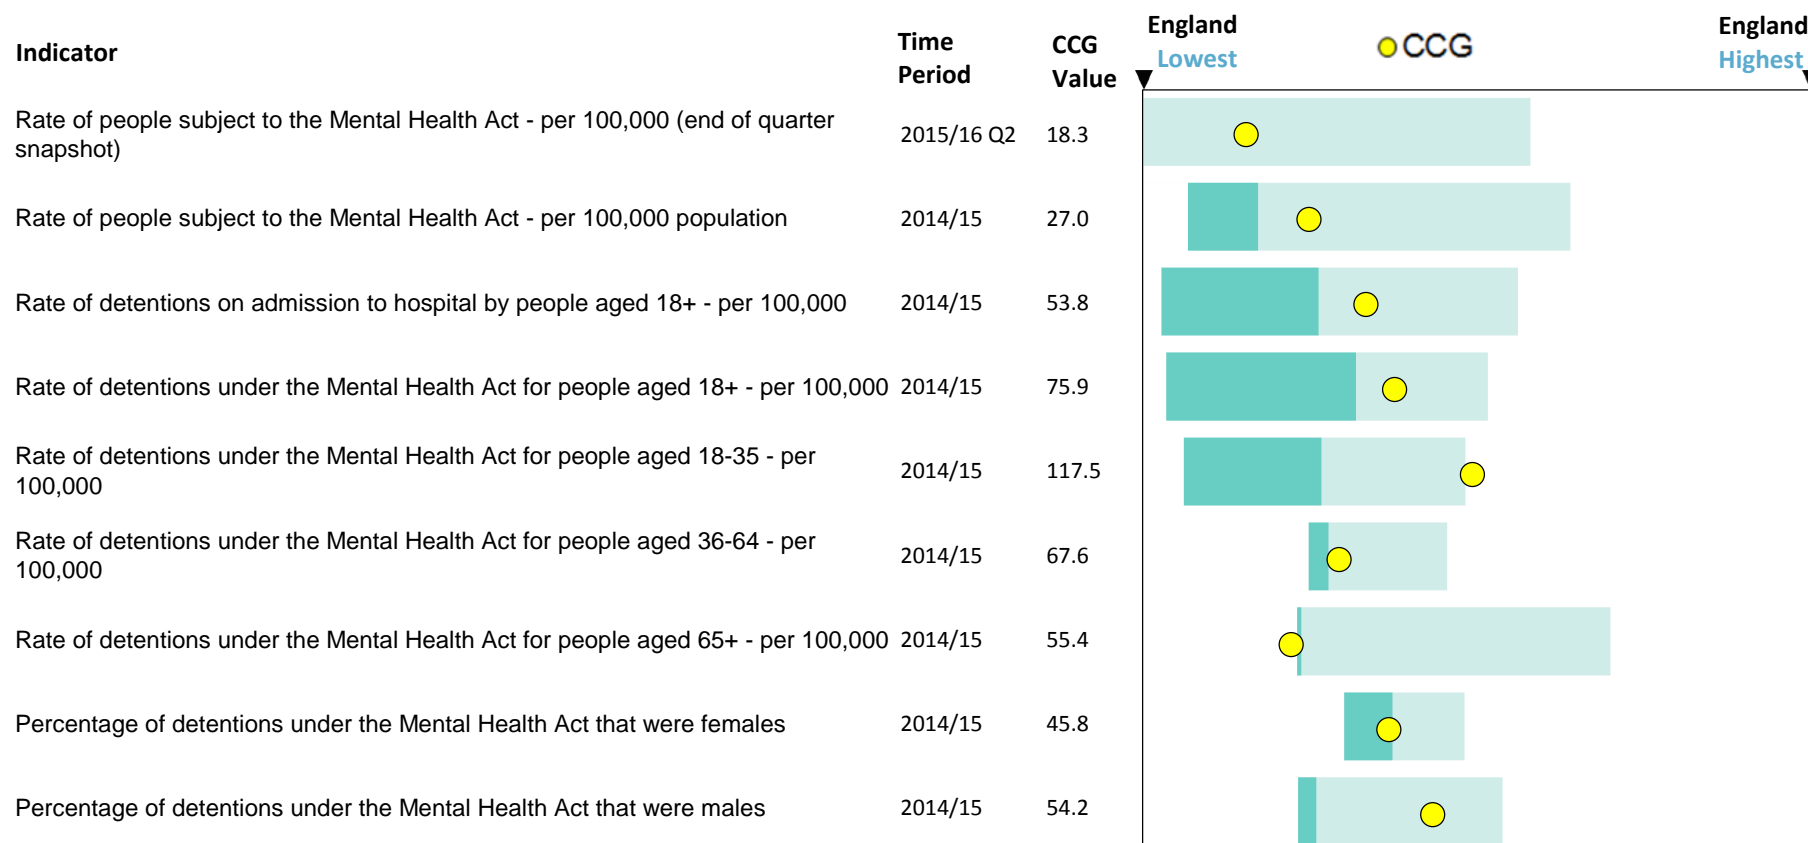 Indicator
Time
Period
CCG
Value
England
Lowest
CCG
England
Highest
Rate of people subject to the Mental Health Act - per 100,000 (end of quarter
snapshot)
2015/16 Q2
18.3
Rate of people subject to the Mental Health Act - per 100,000 population
2014/15
27.0
Rate of detentions on admission to hospital by people aged 18+ - per 100,000
2014/15
53.8
Rate of detentions under the Mental Health Act for people aged 18+ - per 100,000
2014/15
75.9
Rate of detentions under the Mental Health Act for people aged 18-35 - per
100,000
2014/15
117.5
Rate of detentions under the Mental Health Act for people aged 36-64 - per
100,000
2014/15
67.6
Rate of detentions under the Mental Health Act for people aged 65+ - per 100,000
2014/15
55.4
Percentage of detentions under the Mental Health Act that were females
2014/15
45.8
Percentage of detentions under the Mental Health Act that were males
2014/15
54.2